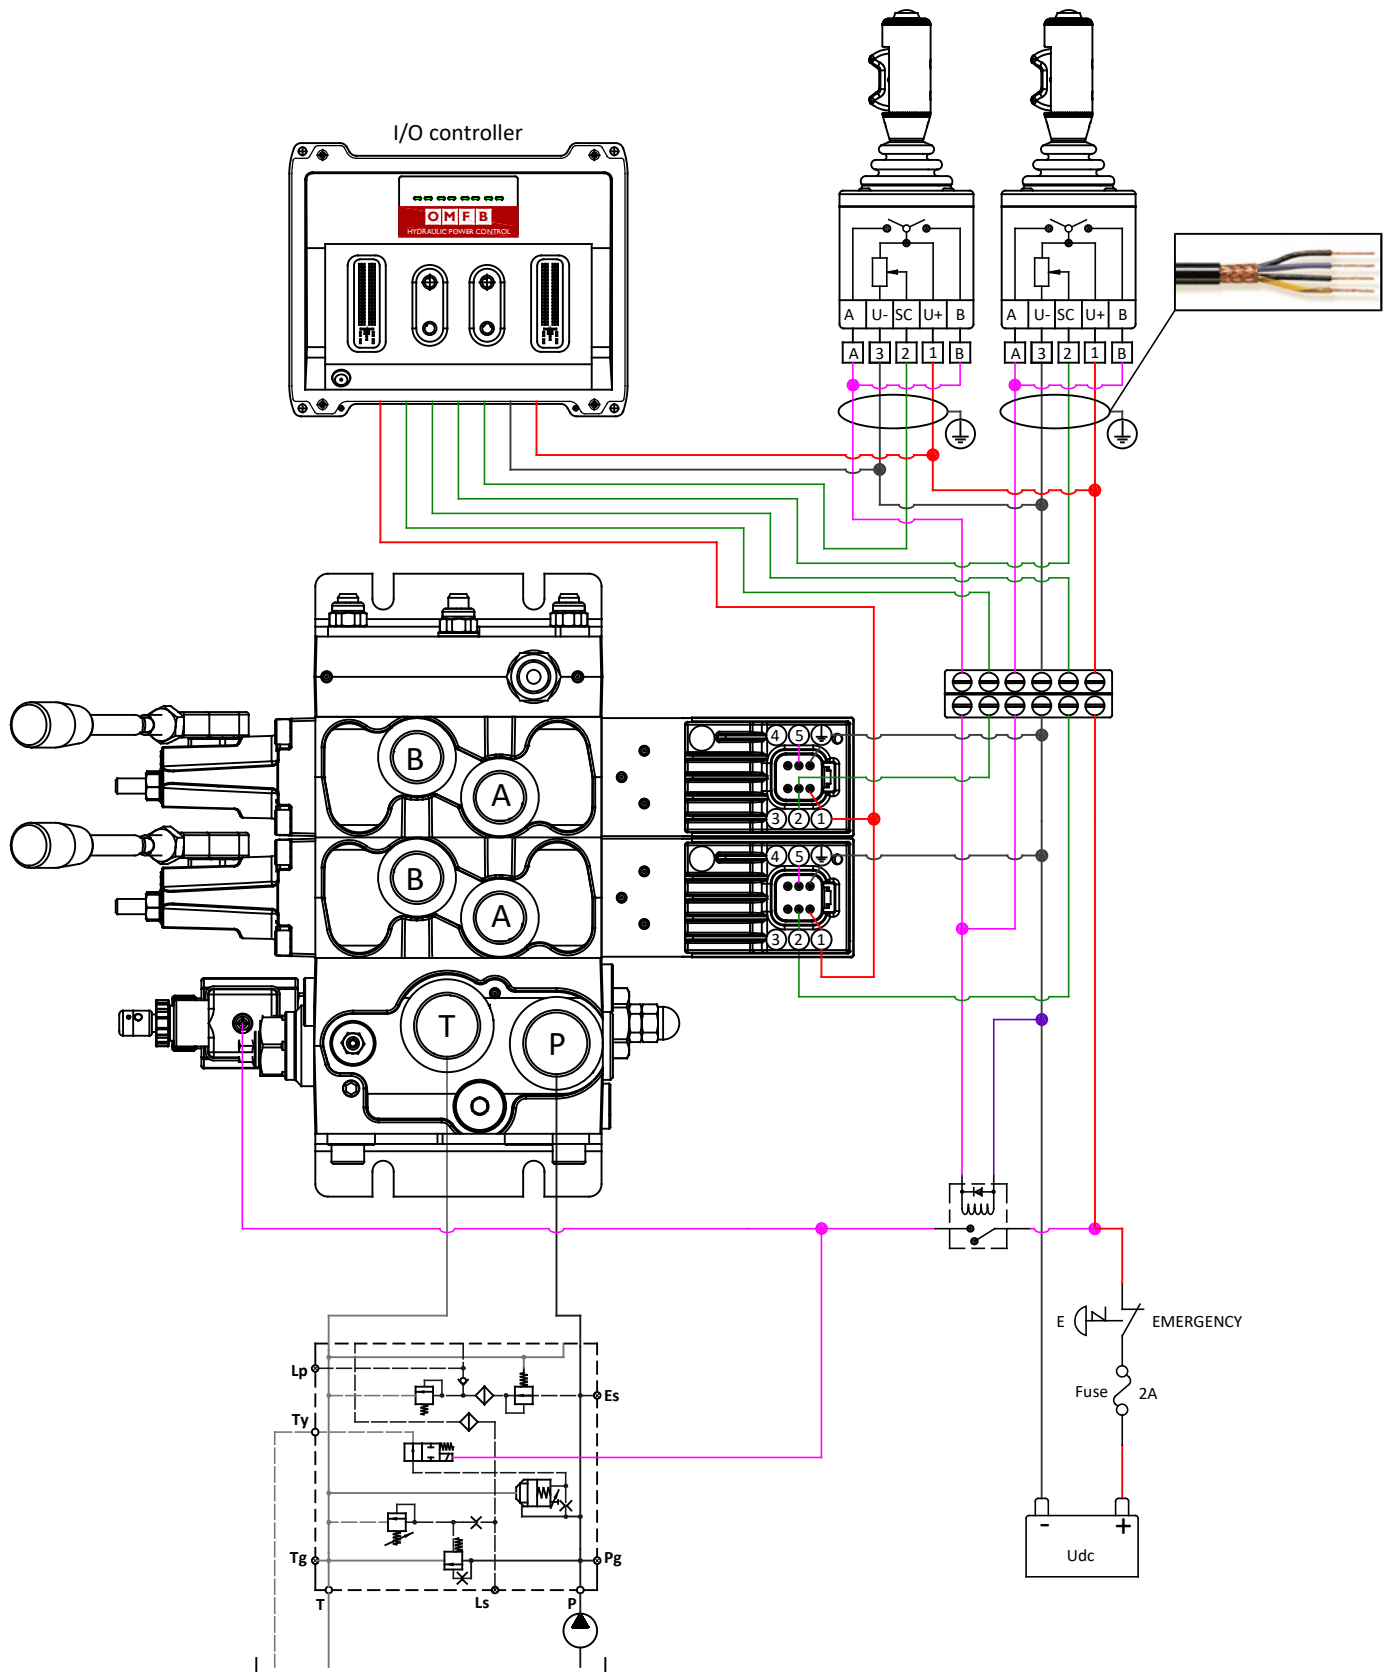 I/O controller
OMFB
HYDRAULIC POWER CONTROL
A U- SC U+ B
A 3 2 1 B
A U- SC U+ B
A 3 2 1 B
B
A
4 5
3 2 1
B
A
4 5
3 2 1
T
P
E EMERGENCY
Fuse 2A
Lp
Es
Ty
Tg
Pg
T
Ls
P
- +
Udc